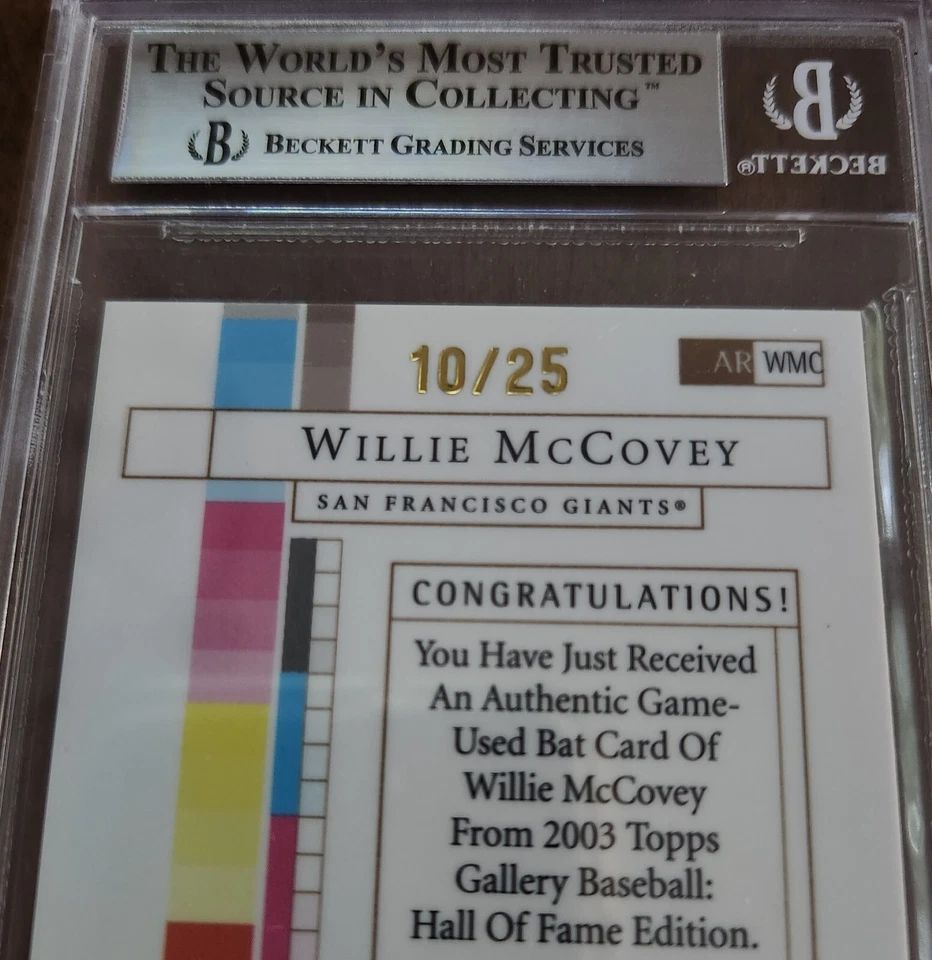 THE WORLD'S MOST TRUSTED
SOURCE IN COLLECTING™
B BECKETT GRADING SERVICES
B
BECKETT®
10/25
AR WMC
WILLIE MCCOVEY
SAN FRANCISCO GIANTS®
CONGRATULATIONS!
You Have Just Received
An Authentic Game-
Used Bat Card Of
Willie McCovey
From 2003 Topps
Gallery Baseball:
Hall Of Fame Edition.